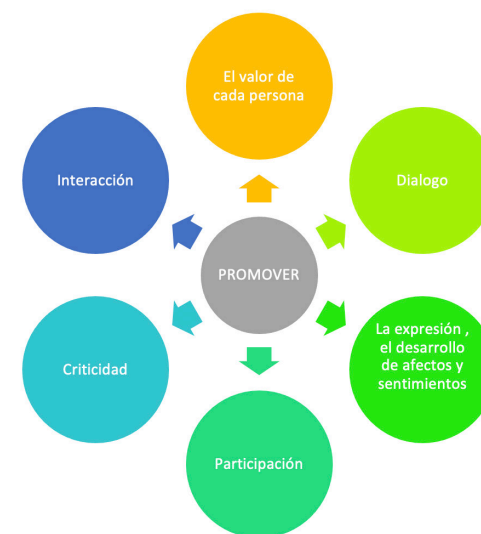 El valor de
cada persona
Interacción
Dialogo
PROMOVER
Criticidad
La expresión ,
el desarrollo
de afectos y
sentimientos
Participación